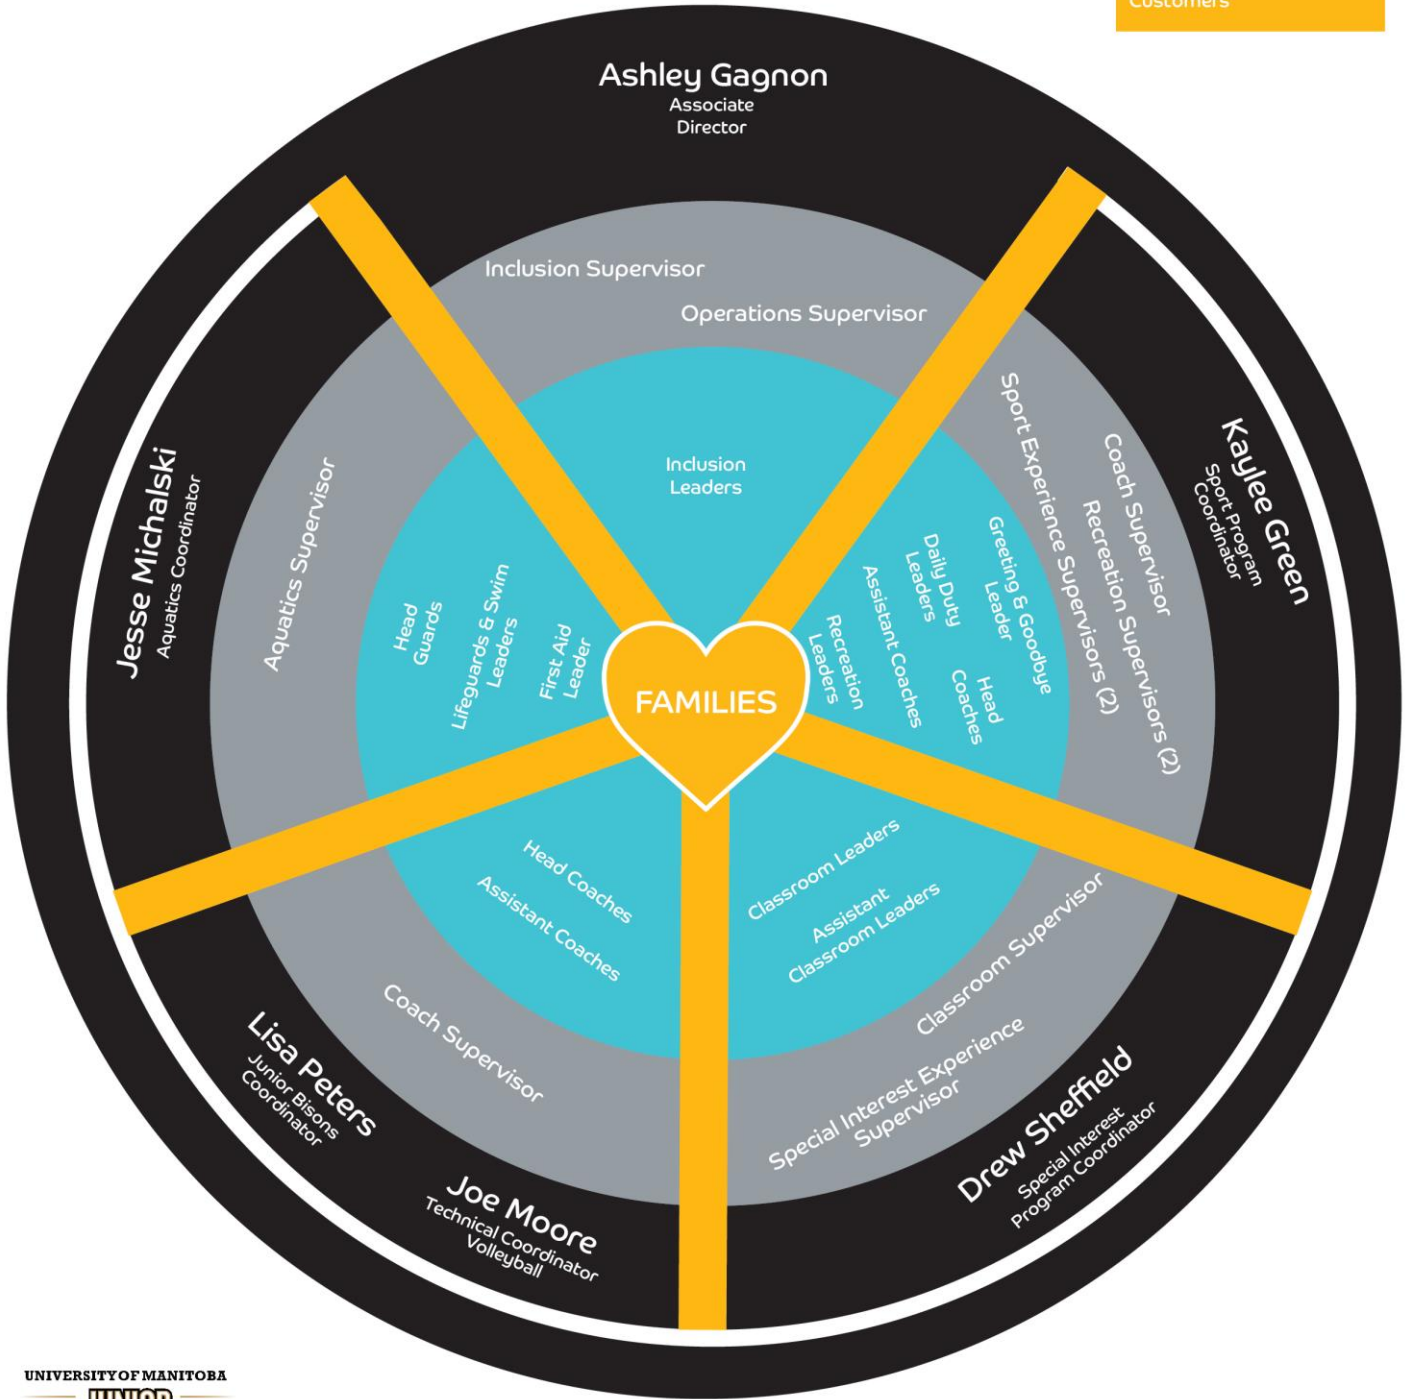 Customers
Ashley Gagnon
Associate
Director
Inclusion Supervisor
Operations Supervisor
Inclusion
Leaders
Kaylee Green
Sport Program
Coordinator
Coach Supervisor
Recreation Supervisors (2)
Sport Experience Supervisors (2)
Greeting & Goodbye
Leader
Head
Coaches
Daily Duty
Leaders
Assistant Coaches
Recreation
Leaders
Jesse Michalski
Aquatics Coordinator
Aquatics Supervisor
Head
Guards
Lifeguards & Swim
Leaders
First Aid
Leader
FAMILIES
Head Coaches
Assistant Coaches
Coach Supervisor
Lisa Peters
Junior Bisons
Coordinator
Joe Moore
Technical Coordinator
Volleyball
Classroom Leaders
Assistant
Classroom Leaders
Classroom Supervisor
Special Interest Experience
Supervisor
Drew Sheffield
Special Interest
Program Coordinator
UNIVERSITY OF MANITOBA
JUNIOR